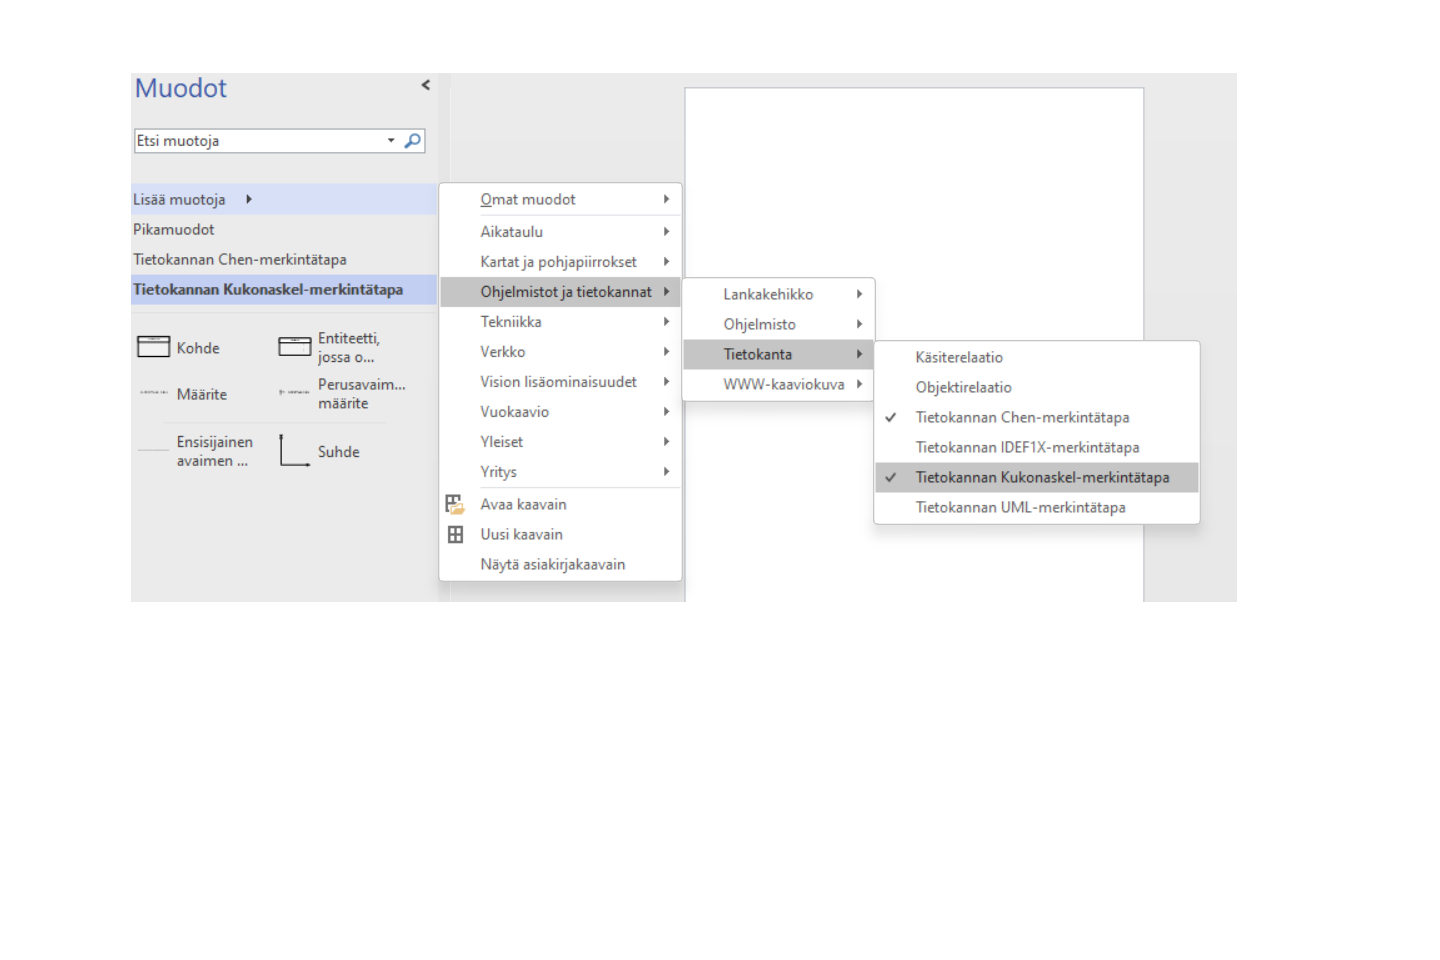 Muodot
Etsi muotoja
Lisää muotoja
Pikamuodot
Tietokannan Chen-merkintätapa
Tietokannan Kukonaskel-merkintätapa
Kohde
Entiteetti,
jossa o...
Määrite
Perusavaim...
määrite
Ensisijainen
avaimen ...
Suhde
Omat muodot
Aikataulu
Kartat ja pohjapiirrokset
Ohjelmistot ja tietokannat
Tekniikka
Verkko
Vision lisäominaisuudet
Vuokaavio
Yleiset
Yritys
Avaa kaavain
Uusi kaavain
Näytä asiakirjakaavain
Lankakehikko
Ohjelmisto
Tietokanta
WWW-kaaviokuva
Käsiterelaatio
Objektirelaatio
Tietokannan Chen-merkintätapa
Tietokannan IDEF1X-merkintätapa
Tietokannan Kukonaskel-merkintätapa
Tietokannan UML-merkintätapa